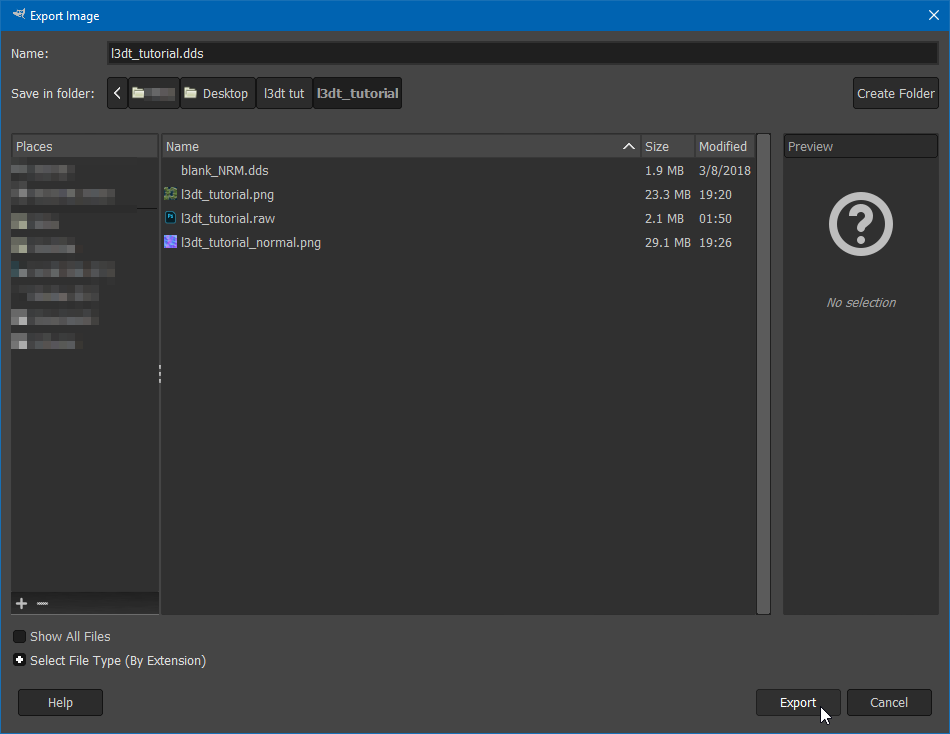 Export Image
Name: l3dt_tutorial.dds
Save in folder: Desktop l3dt tut l3dt_tutorial Create Folder
Places Name Size Modified Preview
blank_NRM.dds 1.9 MB 3/8/2018
l3dt_tutorial.png 23.3 MB 19:20
Ps l3dt_tutorial.raw 2.1 MB 01:50
l3dt_tutorial_normal.png 29.1 MB 19:26
No selection
Show All Files
Select File Type (By Extension)
Help Export Cancel